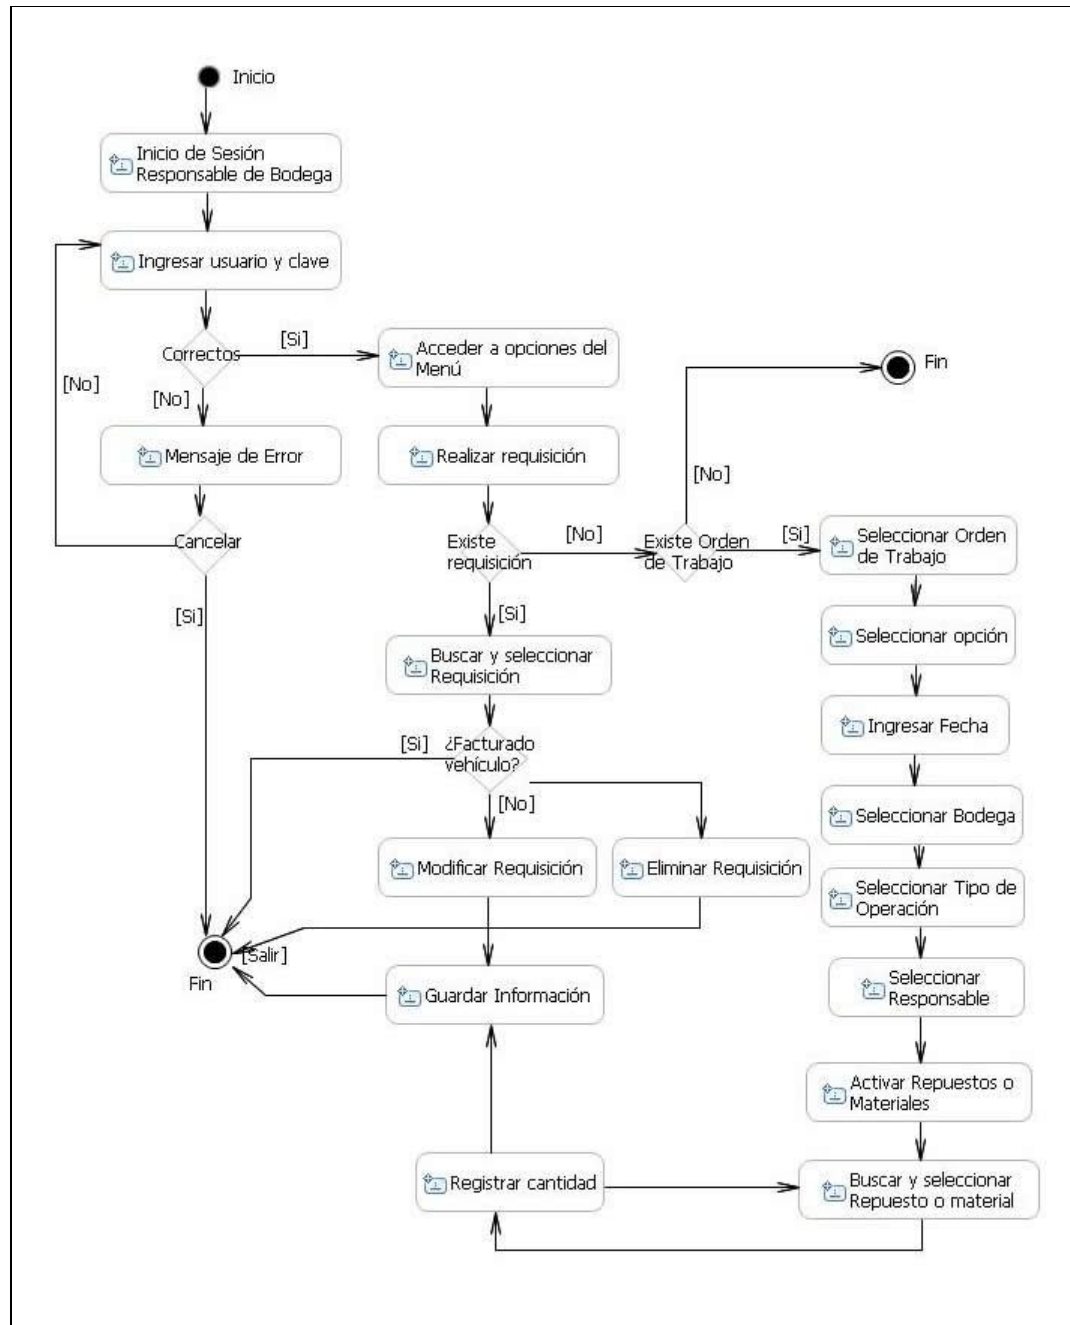 Inicio
Inicio de Sesión
Responsable de Bodega
Ingresar usuario y clave
Correctos
[Si]
[No]
[No]
Mensaje de Error
Cancelar
[Si]
Acceder a opciones del
Menú
Realizar requisición
Existe
requisición
[No]
Existe Orden
de Trabajo
[No]
Fin
[Si]
Seleccionar Orden
de Trabajo
Seleccionar opción
Ingresar Fecha
Seleccionar Bodega
Seleccionar Tipo de
Operación
Seleccionar
Responsable
Activar Repuestos o
Materiales
Buscar y seleccionar
Repuesto o material
[Si]
Buscar y seleccionar
Requisición
¿Facturado
vehículo?
[Si]
[No]
Modificar Requisición
Eliminar Requisición
[Salir]
Fin
Guardar Información
Registrar cantidad